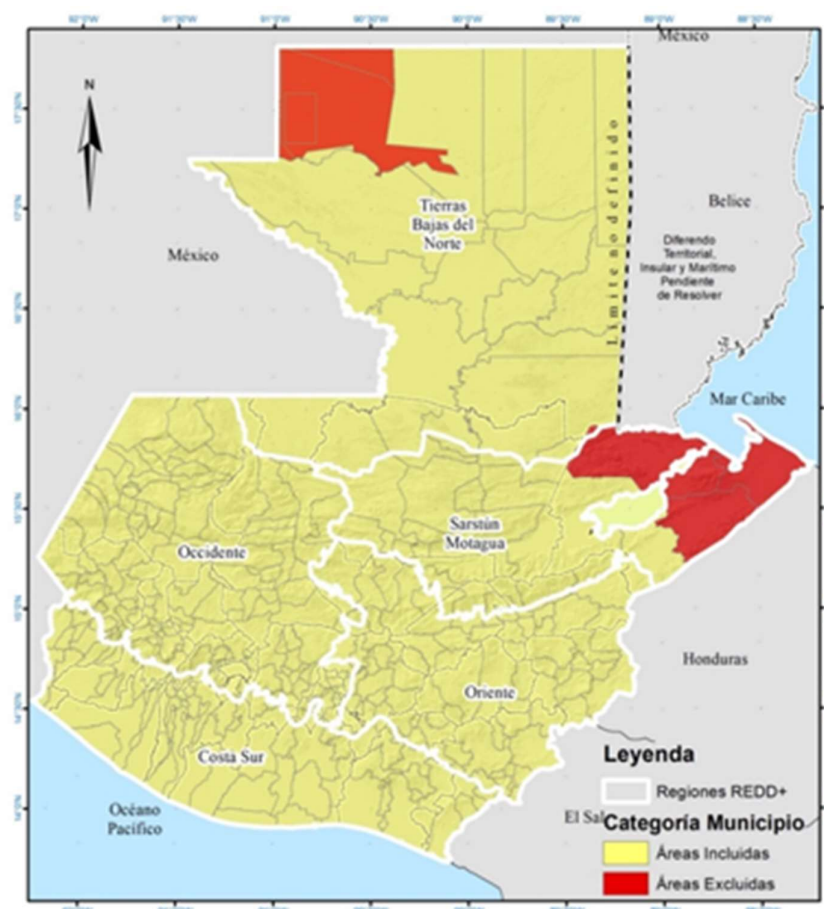 México
N
Belice
Tierras
Bajas del
Norte
Límite no definido
México
Diferendo
Territorial,
Insular y Marítimo
Pendiente
de Resolver
Mar Caribe
Sarstún
Motagua
Occidente
Honduras
Oriente
Costa Sur
Leyenda
Océano
Pacífico
Regiones REDD+
El Sal
Categoría Municipio
Áreas Incluidas
Áreas Excluidas